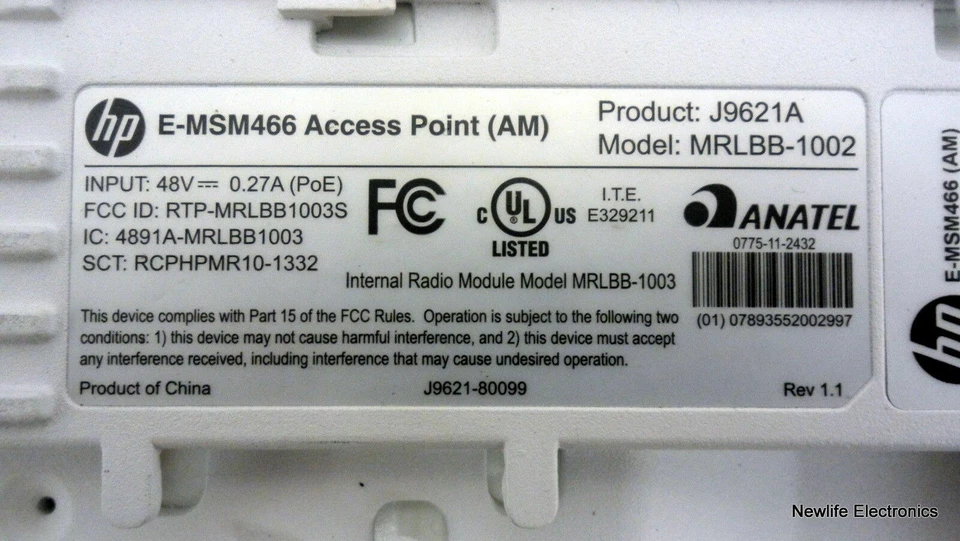 hp E-MSM466 Access Point (AM)
Product: J9621A
Model: MRLBB-1002
INPUT: 48V⎓ 0.27A (PoE)
FCC ID: RTP-MRLBB1003S
IC: 4891A-MRLBB1003
SCT: RCPHPMR10-1332
FC
C UL US
LISTED
I.T.E.
E329211
ANATEL
0775-11-2432
(01) 07893552002997
Internal Radio Module Model MRLBB-1003
This device complies with Part 15 of the FCC Rules. Operation is subject to the following two
conditions: 1) this device may not cause harmful interference, and 2) this device must accept
any interference received, including interference that may cause undesired operation.
Product of China
J9621-80099
Rev 1.1
hp E-MSM466 (AM)
Newlife Electronics